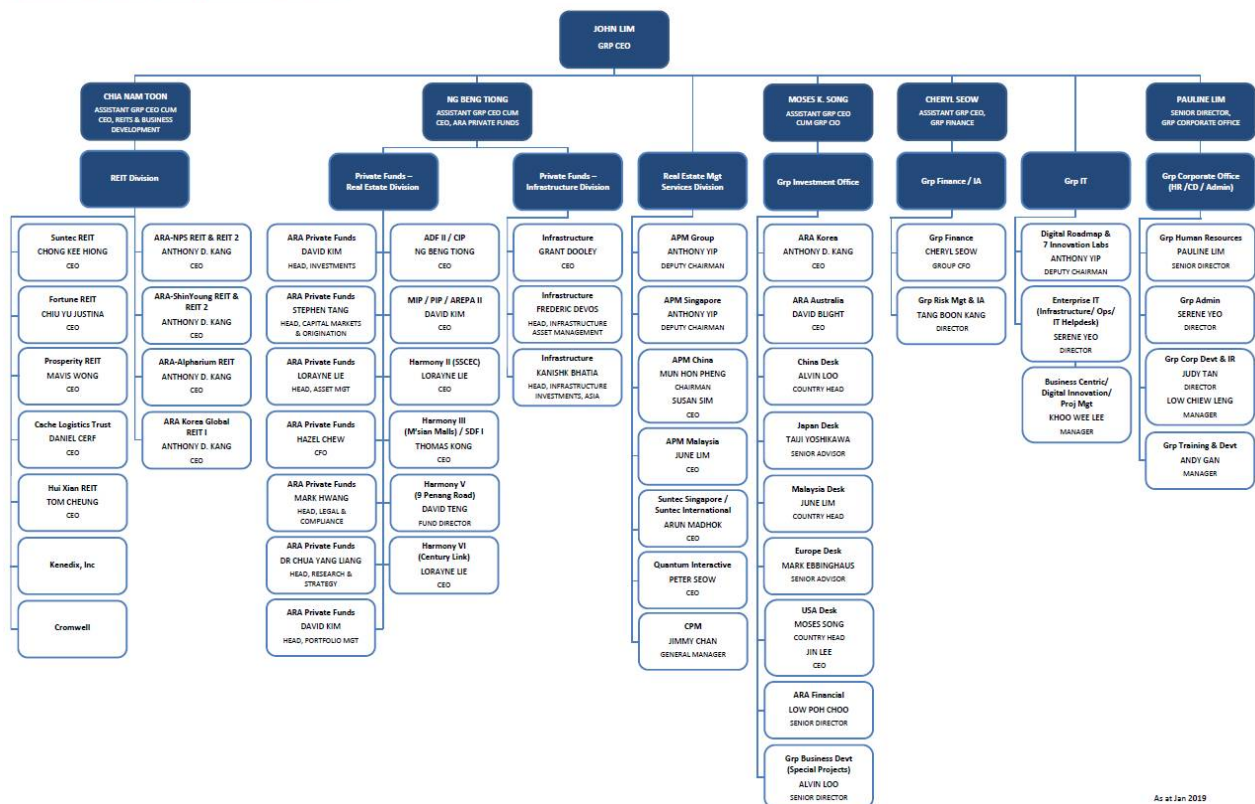 JOHN LIM
GRP CEO
CHIA NAM TOON
ASSISTANT GRP CEO CUM
CEO, REITS & BUSINESS
DEVELOPMENT
NG BENG TIONG
ASSISTANT GRP CEO CUM
CEO, ARA PRIVATE FUNDS
MOSES K. SONG
ASSISTANT GRP CEO
CUM GRP CIO
CHERYL SEOW
ASSISTANT GRP CEO,
GRP FINANCE
PAULINE LIM
SENIOR DIRECTOR,
GRP CORPORATE OFFICE
REIT Division
Private Funds –
Real Estate Division
Private Funds –
Infrastructure Division
Real Estate Mgt
Services Division
Grp Investment Office
Grp Finance / IA
Grp IT
Grp Corporate Office
(HR /CD / Admin)
Suntec REIT
CHONG KEE HIONG
CEO
Fortune REIT
CHIU YU JUSTINA
CEO
Prosperity REIT
MAVIS WONG
CEO
Cache Logistics Trust
DANIEL CERF
CEO
Hui Xian REIT
TOM CHEUNG
CEO
Kenedix, Inc
Cromwell
ARA-NPS REIT & REIT 2
ANTHONY D. KANG
CEO
ARA-ShinYoung REIT &
REIT 2
ANTHONY D. KANG
CEO
ARA-Alpharium REIT
ANTHONY D. KANG
CEO
ARA Korea Global
REIT I
ANTHONY D. KANG
CEO
ARA Private Funds
DAVID KIM
HEAD, INVESTMENTS
ARA Private Funds
STEPHEN TANG
HEAD, CAPITAL MARKETS
& ORIGINATION
ARA Private Funds
LORAYNE LIE
HEAD, ASSET MGT
ARA Private Funds
HAZEL CHEW
CFO
ARA Private Funds
MARK HWANG
HEAD, LEGAL &
COMPLIANCE
ARA Private Funds
DR CHUA YANG LIANG
HEAD, RESEARCH &
STRATEGY
ARA Private Funds
DAVID KIM
HEAD, PORTFOLIO MGT
ADF II / CIP
NG BENG TIONG
CEO
MIP / PIP / AREPA II
DAVID KIM
CEO
Harmony II (SSCEC)
LORAYNE LIE
CEO
Harmony III
(M'sian Malls) / SDF I
THOMAS KONG
CEO
Harmony V
(9 Penang Road)
DAVID TENG
FUND DIRECTOR
Harmony VI
(Century Link)
LORAYNE LIE
CEO
Infrastructure
GRANT DOOLEY
CEO
Infrastructure
FREDERIC DEVOS
HEAD, INFRASTRUCTURE
ASSET MANAGEMENT
Infrastructure
KANISHK BHATIA
HEAD, INFRASTRUCTURE
INVESTMENTS, ASIA
APM Group
ANTHONY YIP
DEPUTY CHAIRMAN
APM Singapore
ANTHONY YIP
DEPUTY CHAIRMAN
APM China
MUN HON PHENG
CHAIRMAN
SUSAN SIM
CEO
APM Malaysia
JUNE LIM
CEO
Suntec Singapore /
Suntec International
ARUN MADHOK
CEO
Quantum Interactive
PETER SEOW
CEO
CPM
JIMMY CHAN
GENERAL MANAGER
ARA Korea
ANTHONY D. KANG
CEO
ARA Australia
DAVID BLIGHT
CEO
China Desk
ALVIN LOO
COUNTRY HEAD
Japan Desk
TAIJI YOSHIKAWA
SENIOR ADVISOR
Malaysia Desk
JUNE LIM
COUNTRY HEAD
Europe Desk
MARK EBBINGHAUS
SENIOR ADVISOR
USA Desk
MOSES SONG
COUNTRY HEAD
JIN LEE
CEO
ARA Financial
LOW POH CHOO
SENIOR DIRECTOR
Grp Business Devt
(Special Projects)
ALVIN LOO
SENIOR DIRECTOR
Grp Finance
CHERYL SEOW
GROUP CFO
Grp Risk Mgt & IA
TANG BOON KANG
DIRECTOR
Digital Roadmap &
7 Innovation Labs
ANTHONY YIP
DEPUTY CHAIRMAN
Enterprise IT
(Infrastructure/ Ops/
IT Helpdesk)
SERENE YEO
DIRECTOR
Business Centric/
Digital Innovation/
Proj Mgt
KHOO WEE LEE
MANAGER
Grp Human Resources
PAULINE LIM
SENIOR DIRECTOR
Grp Admin
SERENE YEO
DIRECTOR
Grp Corp Devt & IR
JUDY TAN
DIRECTOR
LOW CHIEW LENG
MANAGER
Grp Training & Devt
ANDY GAN
MANAGER
As at Jan 2019